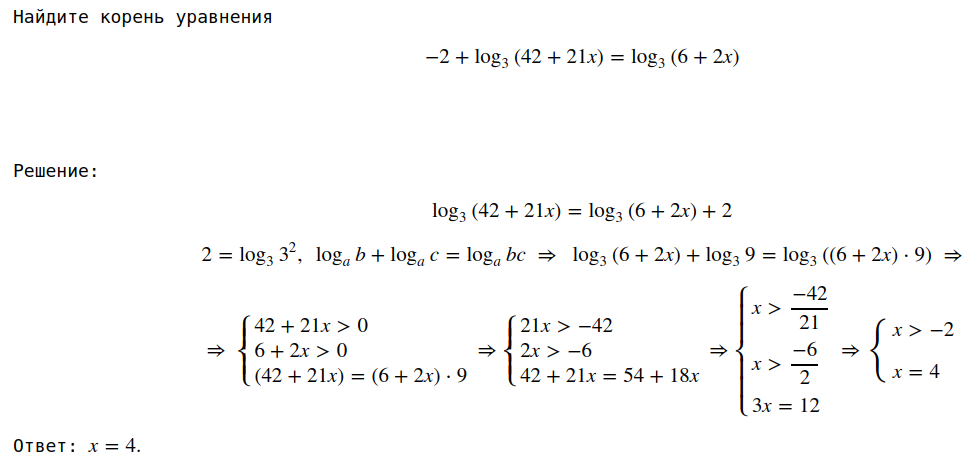 Найдите корень уравнения
−2 + log₃ (42 + 21x) = log₃ (6 + 2x)
Решение:
log₃ (42 + 21x) = log₃ (6 + 2x) + 2
2 = log₃ 3², logₐ b + logₐ c = logₐ bc ⇒ log₃ (6 + 2x) + log₃ 9 = log₃ ((6 + 2x) · 9) ⇒
⇒ { 42 + 21x > 0; 6 + 2x > 0; (42 + 21x) = (6 + 2x) · 9 ⇒ { 21x > −42; 2x > −6; 42 + 21x = 54 + 18x ⇒ { x > −42/21; x > −6/2; 3x = 12 ⇒ { x > −2; x = 4
Ответ: x = 4.